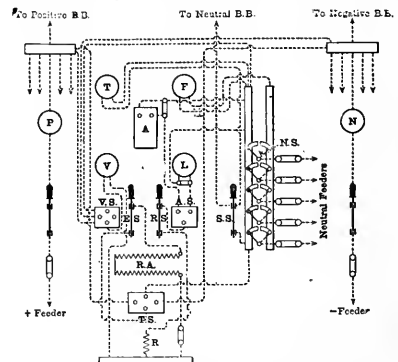 To Positive B.B.
To Neutral B.B.
To Negative B.B.
T
F
P
A
N
N.S.
V
L
V.S.
E.S.
R.S.
A.S.
S.S.
Neutral Feeders
R.A.
T.S.
R
+ Feeder
–Feeder